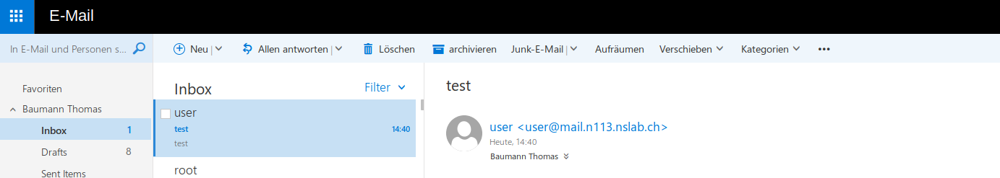 E-Mail
In E-Mail und Personen s...
Neu
Allen antworten
Löschen
archivieren
Junk-E-Mail
Aufräumen
Verschieben
Kategorien
Favoriten
Baumann Thomas
Inbox 1
Drafts 8
Sent Items
Inbox Filter
user
test 14:40
test
root
test
user <user@mail.n113.nslab.ch>
Heute, 14:40
Baumann Thomas